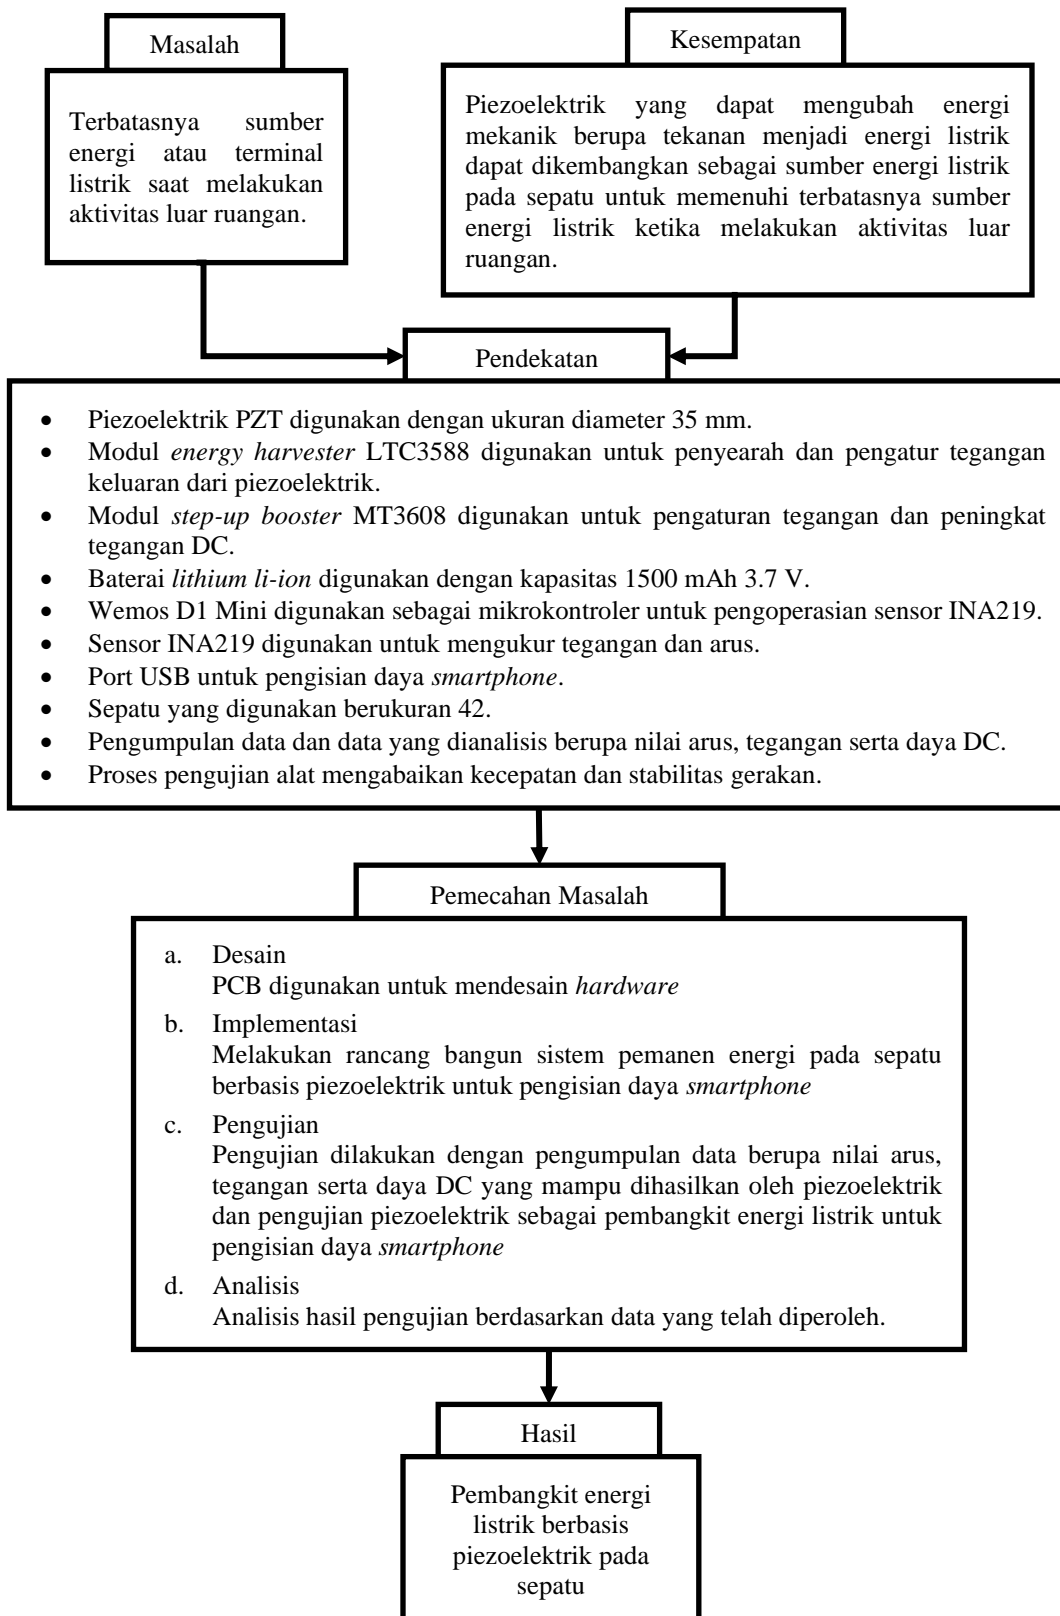 Masalah
Terbatasnya sumber
energi atau terminal
listrik saat melakukan
aktivitas luar ruangan.
Kesempatan
Piezoelektrik yang dapat mengubah energi
mekanik berupa tekanan menjadi energi listrik
dapat dikembangkan sebagai sumber energi listrik
pada sepatu untuk memenuhi terbatasnya sumber
energi listrik ketika melakukan aktivitas luar
ruangan.
Pendekatan
• Piezoelektrik PZT digunakan dengan ukuran diameter 35 mm.
• Modul energy harvester LTC3588 digunakan untuk penyearah dan pengatur tegangan
keluaran dari piezoelektrik.
• Modul step-up booster MT3608 digunakan untuk pengaturan tegangan dan peningkat
tegangan DC.
• Baterai lithium li-ion digunakan dengan kapasitas 1500 mAh 3.7 V.
• Wemos D1 Mini digunakan sebagai mikrokontroler untuk pengoperasian sensor INA219.
• Sensor INA219 digunakan untuk mengukur tegangan dan arus.
• Port USB untuk pengisian daya smartphone.
• Sepatu yang digunakan berukuran 42.
• Pengumpulan data dan data yang dianalisis berupa nilai arus, tegangan serta daya DC.
• Proses pengujian alat mengabaikan kecepatan dan stabilitas gerakan.
Pemecahan Masalah
a. Desain
PCB digunakan untuk mendesain hardware
b. Implementasi
Melakukan rancang bangun sistem pemanen energi pada sepatu
berbasis piezoelektrik untuk pengisian daya smartphone
c. Pengujian
Pengujian dilakukan dengan pengumpulan data berupa nilai arus,
tegangan serta daya DC yang mampu dihasilkan oleh piezoelektrik
dan pengujian piezoelektrik sebagai pembangkit energi listrik untuk
pengisian daya smartphone
d. Analisis
Analisis hasil pengujian berdasarkan data yang telah diperoleh.
Hasil
Pembangkit energi
listrik berbasis
piezoelektrik pada
sepatu